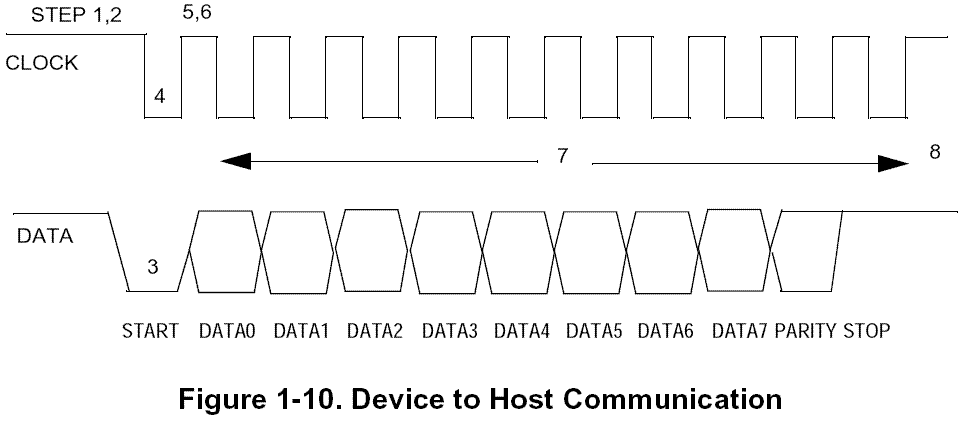 STEP 1,2 5,6
CLOCK
4
7 8
DATA
3
START DATA0 DATA1 DATA2 DATA3 DATA4 DATA5 DATA6 DATA7 PARITY STOP
Figure 1-10. Device to Host Communication